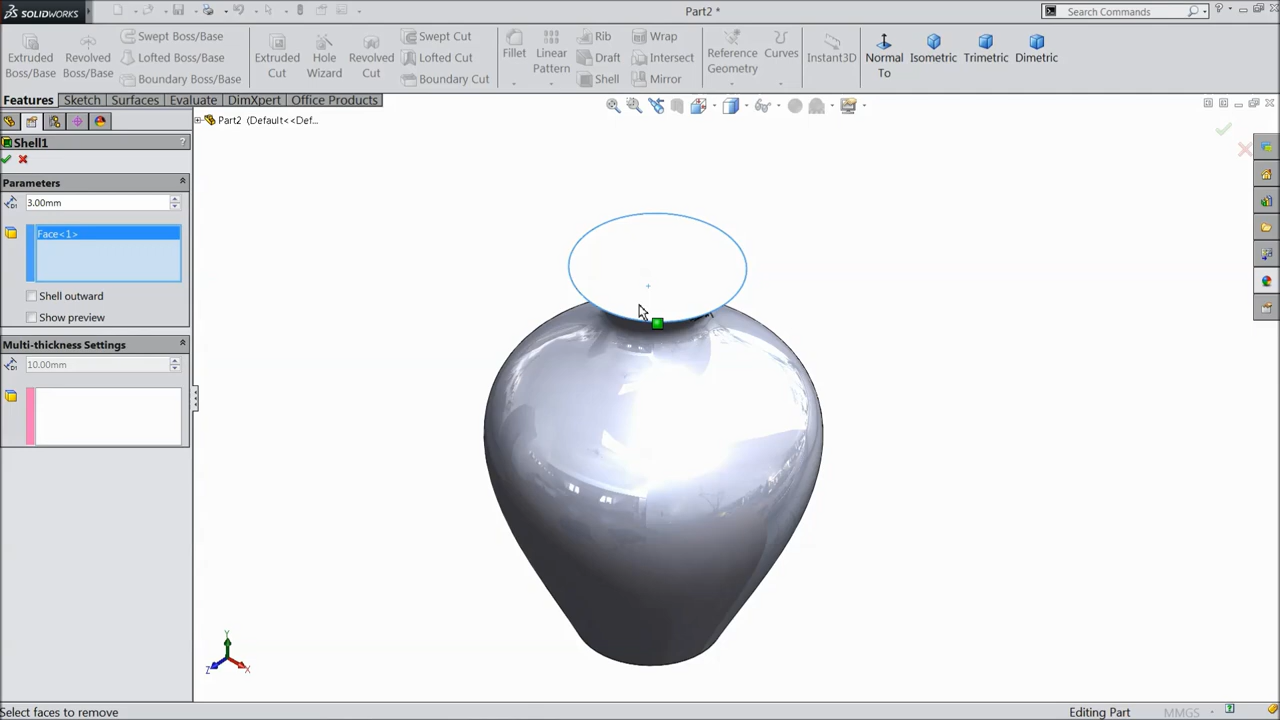 SOLIDWORKS
Part2 *
Search Commands
Extruded Boss/Base
Revolved Boss/Base
Swept Boss/Base
Lofted Boss/Base
Boundary Boss/Base
Extruded Cut
Hole Wizard
Revolved Cut
Swept Cut
Lofted Cut
Boundary Cut
Fillet
Linear Pattern
Rib
Draft
Shell
Wrap
Intersect
Mirror
Reference Geometry
Curves
Instant3D
Normal To
Isometric
Trimetric
Dimetric
Features
Sketch
Surfaces
Evaluate
DimXpert
Office Products
Part2 (Default<<Def...
Shell1
?
Parameters
D1
3.00mm
Face<1>
Shell outward
Show preview
Multi-thickness Settings
D1
10.00mm
Y
Z
X
Select faces to remove
Editing Part
MMGS